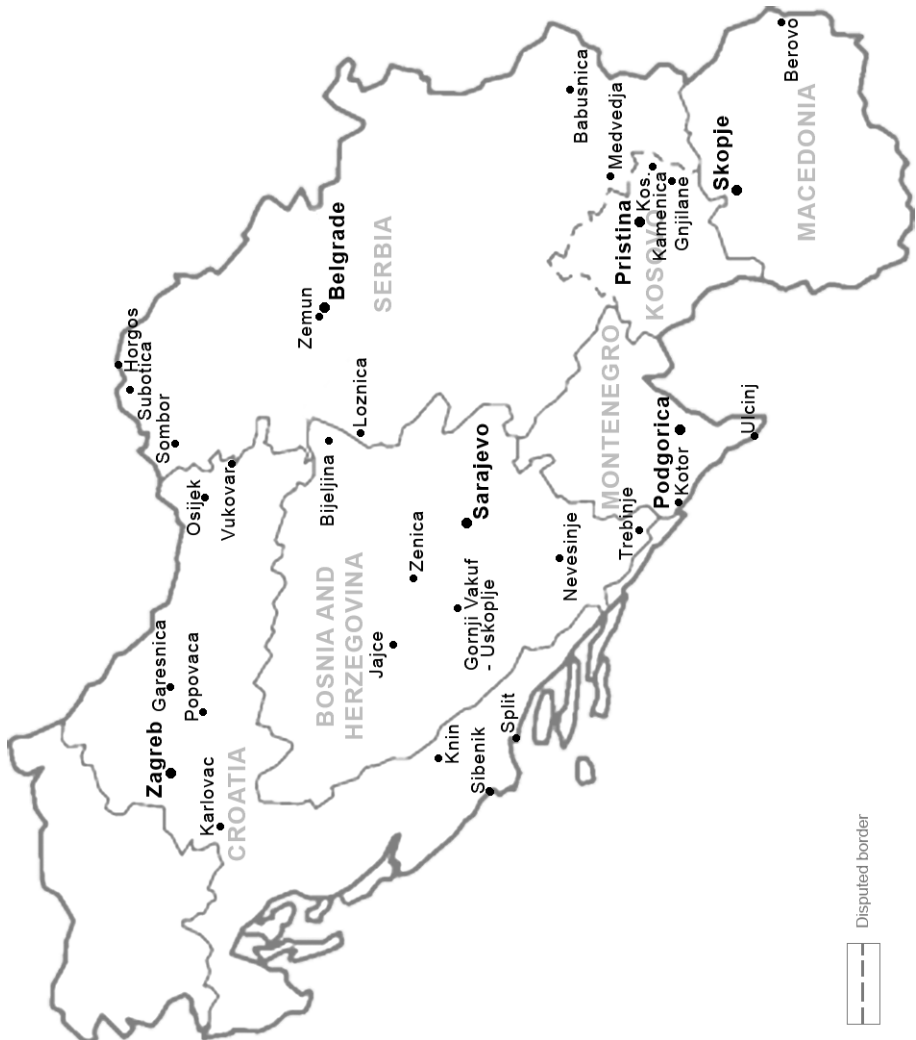 Horgos
Subotica
Sombor
Osijek
Vukovar
Garesnica
Popovaca
Zagreb
Karlovac
CROATIA
Zemun
Belgrade
SERBIA
Loznica
Bijeljina
BOSNIA AND
HERZEGOVINA
Zenica
Jajce
Sarajevo
Gornji Vakuf
- Uskoplje
Knin
Sibenik
Split
Nevesinje
Trebinje
MONTENEGRO
Podgorica
Kotor
Ulcinj
Babusnica
Medvedja
Pristina
Kos.
Kamenica
Gnjilane
KOSOVO
Skopje
MACEDONIA
Berovo
Disputed border